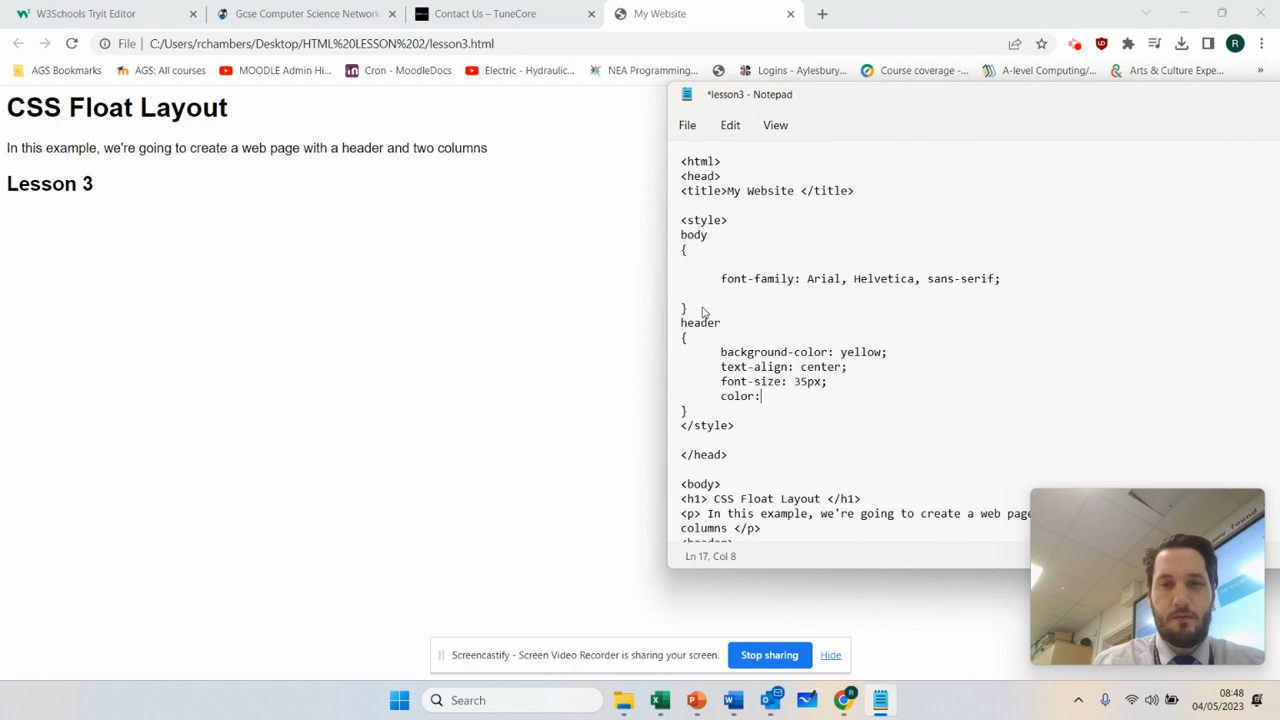 W3Schools Tryit Editor
Gcse Computer Science Network
Contact Us – TuneCore
My Website
File
C:/Users/rchambers/Desktop/HTML%20LESSON%202/lesson3.html
R
AGS Bookmarks
AGS: All courses
MOODLE Admin Hi...
Cron - MoodleDocs
Electric - Hydraulic...
NEA Programming...
Logins - Aylesbury...
Course coverage -...
A-level Computing/...
Arts & Culture Expe...
CSS Float Layout
In this example, we're going to create a web page with a header and two columns
Lesson 3
*lesson3 - Notepad
File Edit View
<html>
<head>
<title>My Website </title>
<style>
body
{
font-family: Arial, Helvetica, sans-serif;
}
header
{
background-color: yellow;
text-align: center;
font-size: 35px;
color:
}
</style>
</head>
<body>
<h1> CSS Float Layout </h1>
<p> In this example, we're going to create a web page
columns </p>
<header>
Ln 17, Col 8
Screencastify - Screen Video Recorder is sharing your screen.
Stop sharing
Hide
Search
08:48
04/05/2023